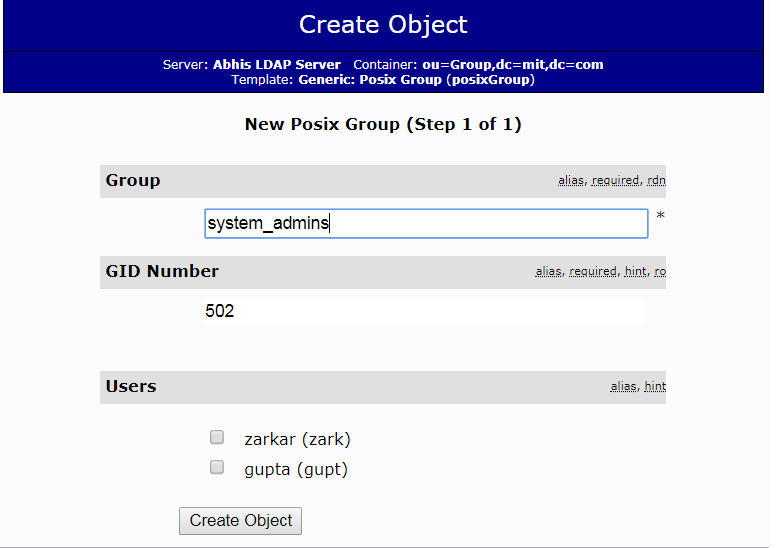 Create Object
Server: Abhis LDAP Server Container: ou=Group,dc=mit,dc=com
Template: Generic: Posix Group (posixGroup)
New Posix Group (Step 1 of 1)
Group alias, required, rdn
system_admins *
GID Number alias, required, hint, ro
502
Users alias, hint
zarkar (zark)
gupta (gupt)
Create Object